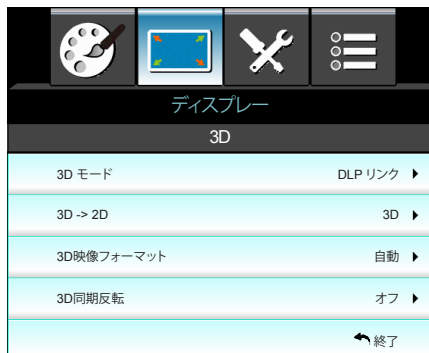 ディスプレー
3D
3D モード DLP リンク
3D -> 2D 3D
3D映像フォーマット 自動
3D同期反転 オフ
終了